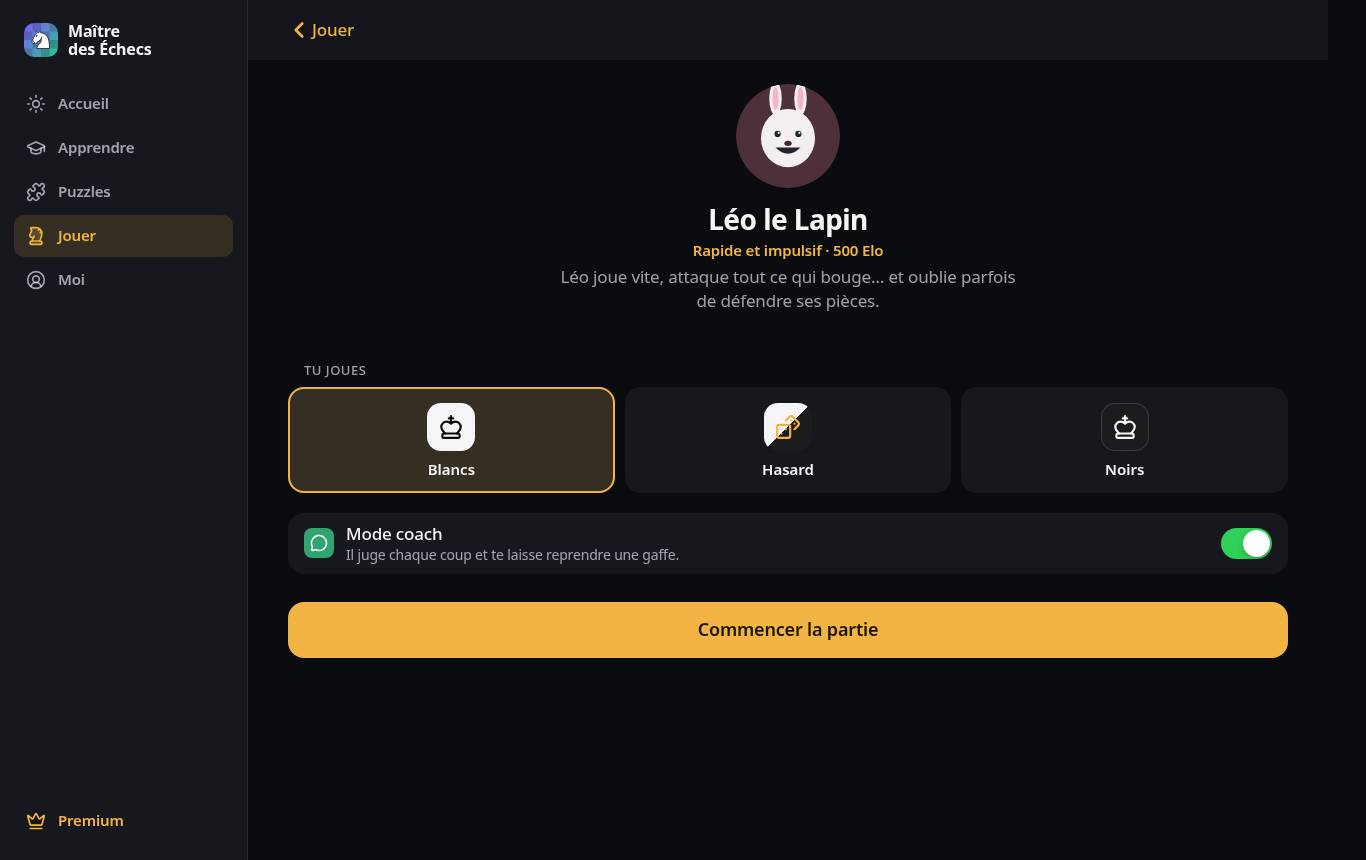 Maître
des Échecs
Accueil
Apprendre
Puzzles
Jouer
Moi
Premium
Jouer
Léo le Lapin
Rapide et impulsif · 500 Elo
Léo joue vite, attaque tout ce qui bouge… et oublie parfois
de défendre ses pièces.
TU JOUES
Blancs
Hasard
Noirs
Mode coach
Il juge chaque coup et te laisse reprendre une gaffe.
Commencer la partie